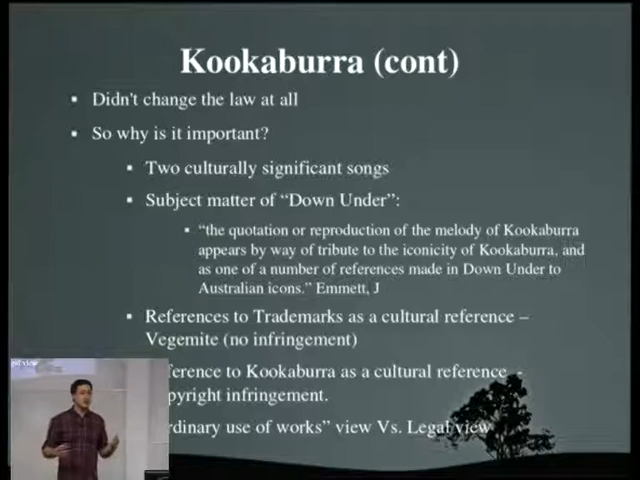 Kookaburra (cont)
Didn't change the law at all
So why is it important?
Two culturally significant songs
Subject matter of “Down Under”:
“the quotation or reproduction of the melody of Kookaburra
appears by way of tribute to the iconicity of Kookaburra, and
as one of a number of references made in Down Under to
Australian icons.” Emmett, J
References to Trademarks as a cultural reference –
Vegemite (no infringement)
ference to Kookaburra as a cultural reference -
pyright infringement.
rdinary use of works” view Vs. Legal view